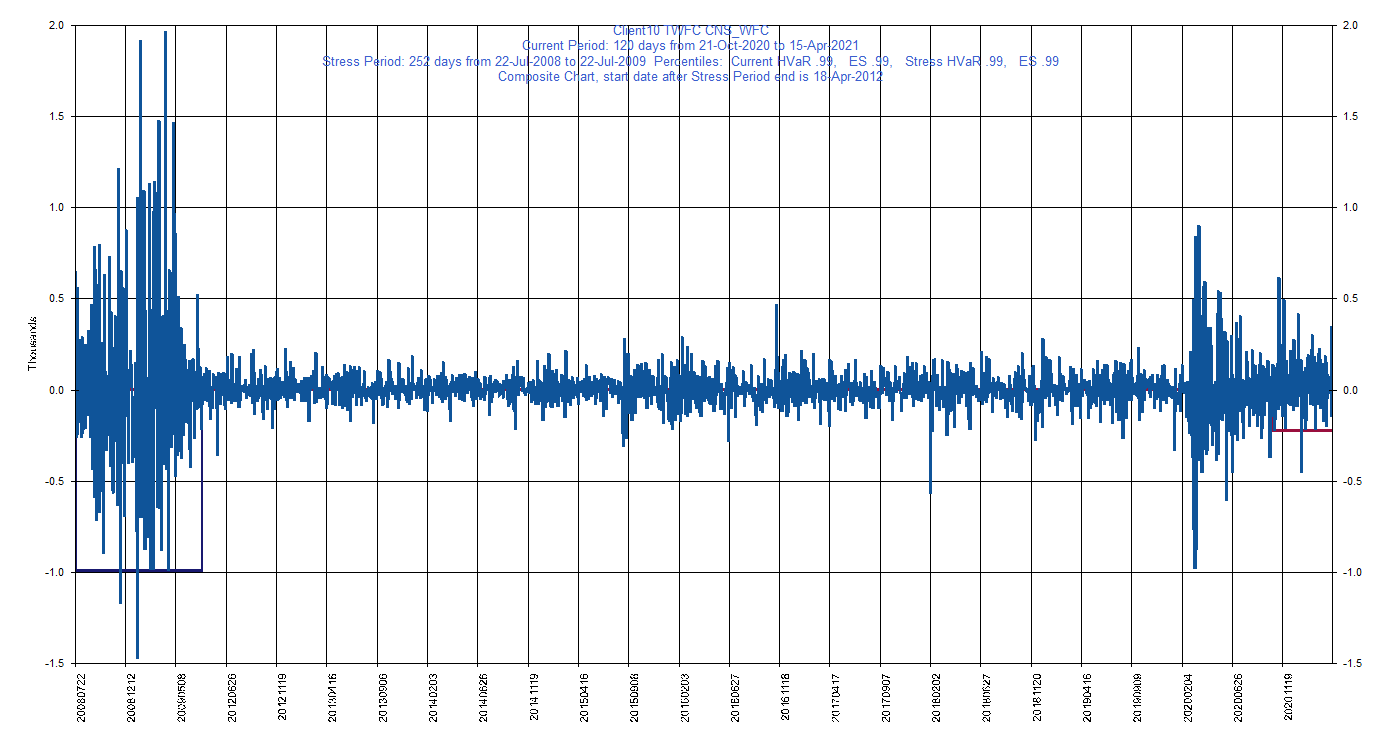 Client10 TWFC CNS_WFC
Current Period: 120 days from 21-Oct-2020 to 15-Apr-2021
Stress Period: 252 days from 22-Jul-2008 to 22-Jul-2009 Percentiles: Current HVaR .99, ES .99, Stress HVaR .99, ES .99
Composite Chart, start date after Stress Period end is 18-Apr-2012
2.0 2.0
1.5 1.5
1.0 1.0
0.5 0.5
Thousands
0.0 0.0
-0.5 -0.5
-1.0 -1.0
-1.5 -1.5
20080722 20081212 20090508 20120626 20121119 20130416 20130906 20140203 20140626 20141119 20150416 20150908 20160203 20160627 20161118 20170417 20170907 20180202 20180627 20181120 20190416 20190909 20200204 20200626 20201119